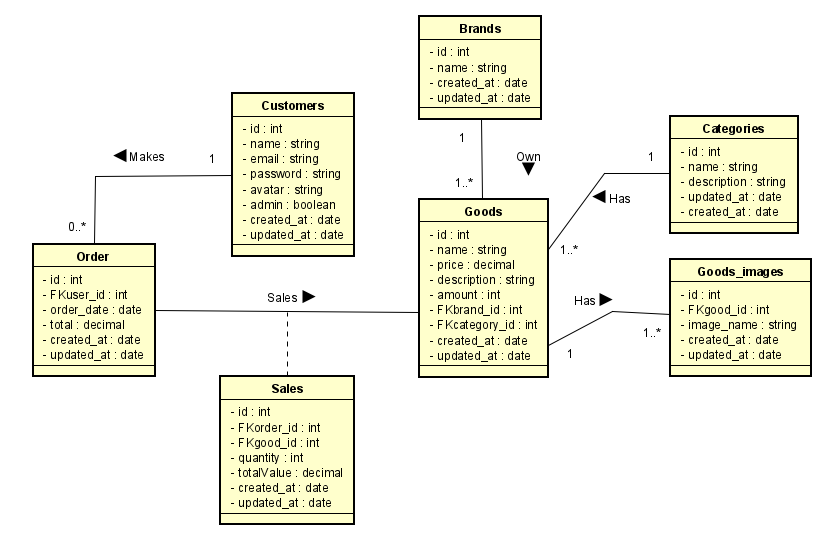 Brands
- id : int
- name : string
- created_at : date
- updated_at : date
Customers
- id : int
- name : string
- email : string
- password : string
- avatar : string
- admin : boolean
- created_at : date
- updated_at : date
Makes
1
0..*
1
Own
1..*
Categories
- id : int
- name : string
- description : string
- updated_at : date
- created_at : date
1
Has
1..*
Goods
- id : int
- name : string
- price : decimal
- description : string
- amount : int
- FKbrand_id : int
- FKcategory_id : int
- created_at : date
- updated_at : date
Order
- id : int
- FKuser_id : int
- order_date : date
- total : decimal
- created_at : date
- updated_at : date
Sales
Has
1
1..*
Goods_images
- id : int
- FKgood_id : int
- image_name : string
- created_at : date
- updated_at : date
Sales
- id : int
- FKorder_id : int
- FKgood_id : int
- quantity : int
- totalValue : decimal
- created_at : date
- updated_at : date